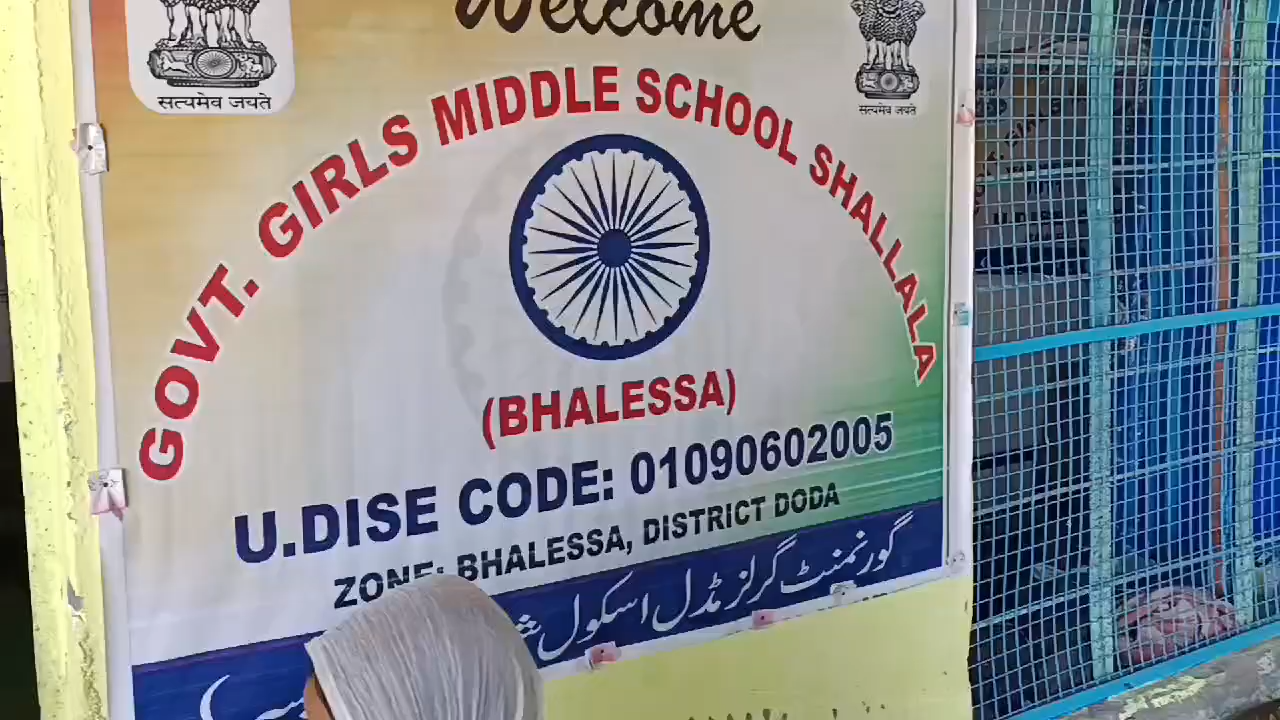 Welcome
सत्यमेव जयते
सत्यमेव जयते
GOVT. GIRLS MIDDLE SCHOOL SHALLALA
(BHALESSA)
U.DISE CODE: 01090602005
ZONE: BHALESSA, DISTRICT DODA
گورنمنٹ گرلز مڈل اسکول